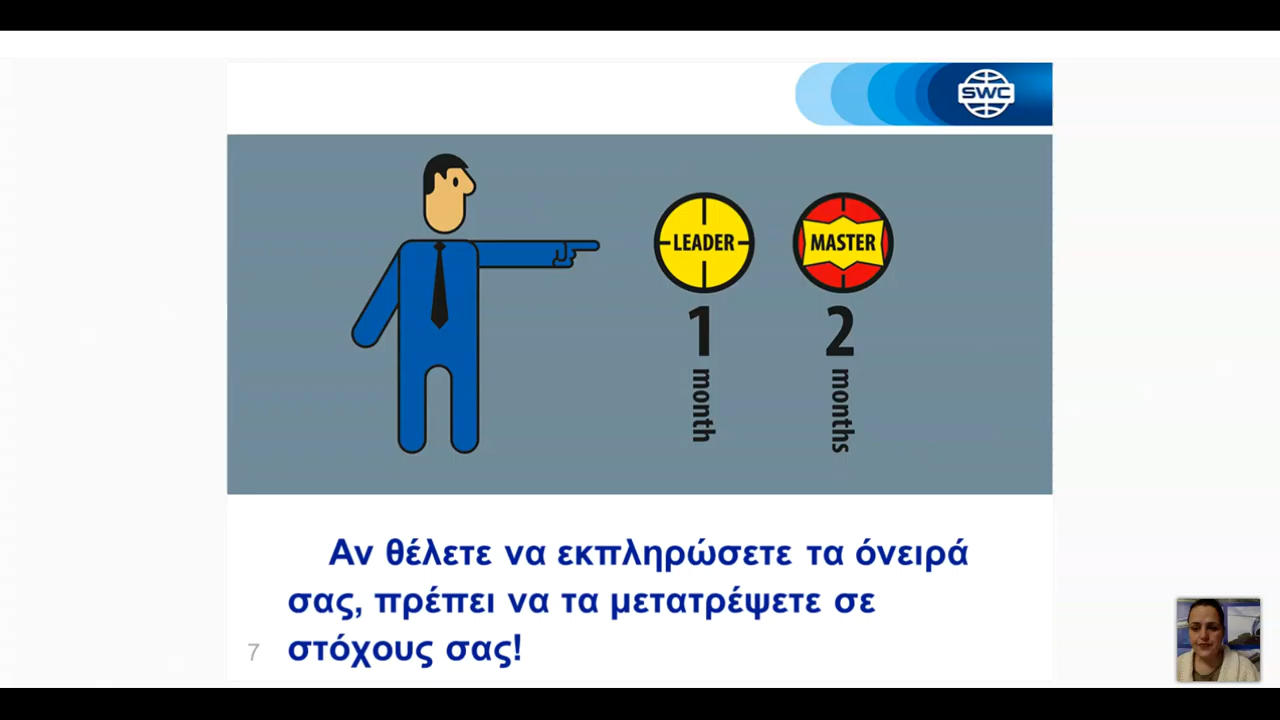 SWC
LEADER
MASTER
1
2
month
months
Αν θέλετε να εκπληρώσετε τα όνειρά
σας, πρέπει να τα μετατρέψετε σε
στόχους σας!
7